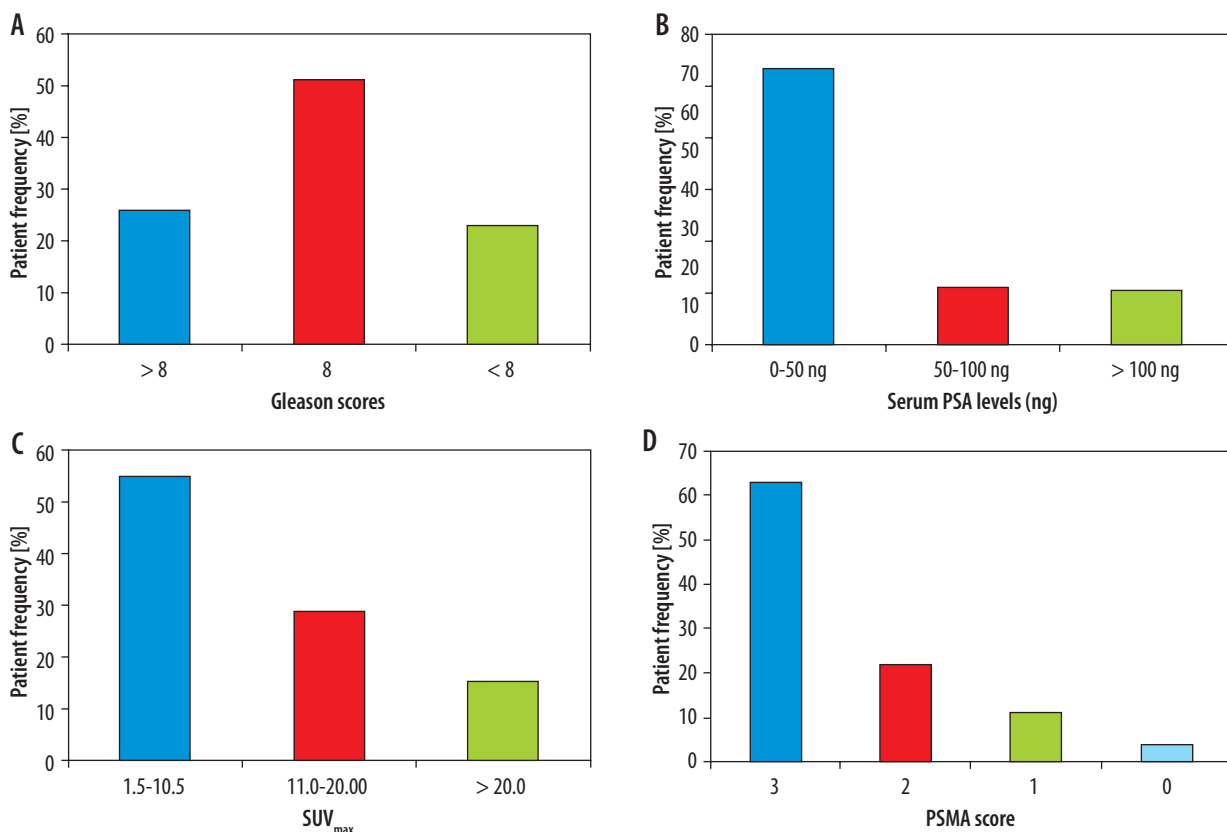 A
60
50
40
30
20
10
0
Patient frequency [%]
> 8
8
< 8
Gleason scores
B
80
70
60
50
40
30
20
10
0
Patient frequency [%]
0-50 ng
50-100 ng
> 100 ng
Serum PSA levels (ng)
C
60
50
40
30
20
10
0
Patient frequency [%]
1.5-10.5
11.0-20.00
> 20.0
SUVmax
D
70
60
50
40
30
20
10
0
Patient frequency [%]
3
2
1
0
PSMA score